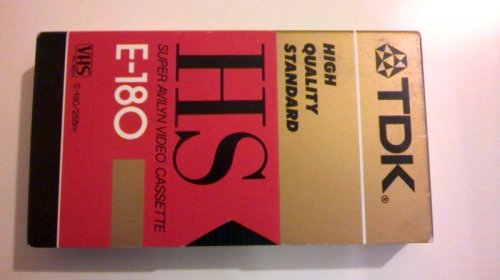 TDK®
HIGH
QUALITY
STANDARD
HS
SUPER AVILYN VIDEO CASSETTE
E-180
VHS
E-180/258m